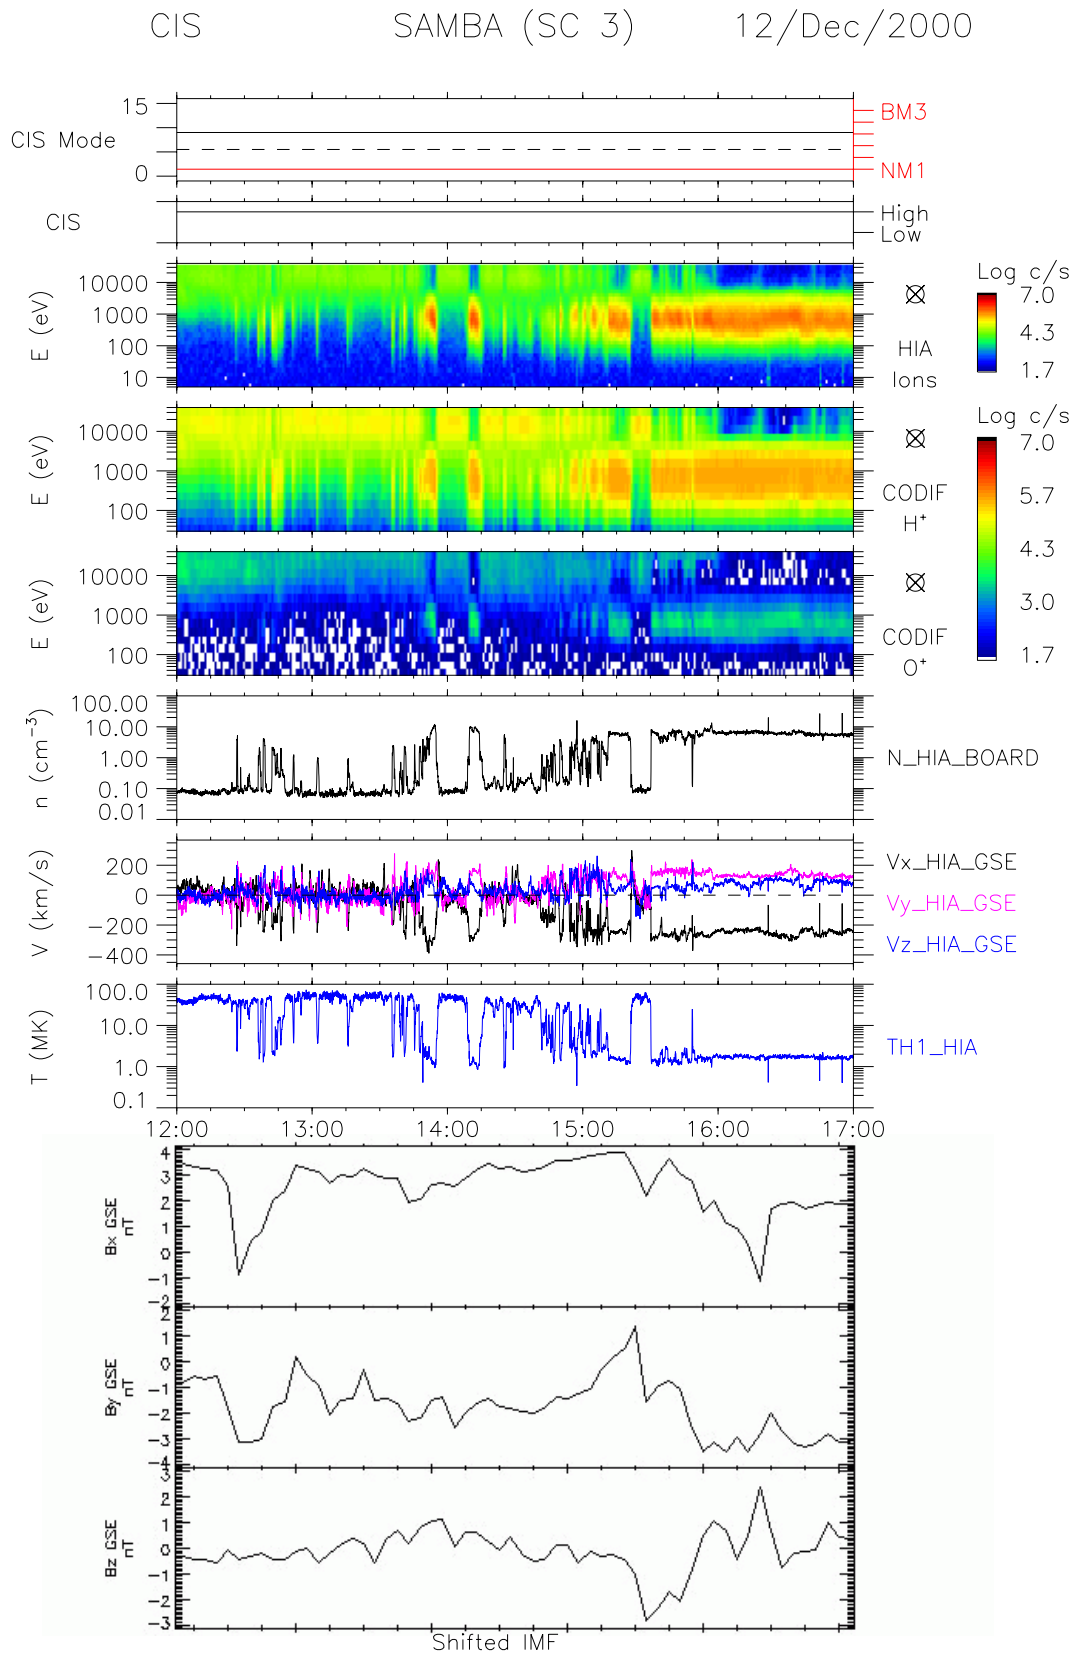 CIS SAMBA (SC 3) 12/Dec/2000
15
CIS Mode
0
BM3
NM1
CIS
High
Low
E (eV)
10000
1000
100
10
HIA
Ions
Log c/s
7.0
4.3
1.7
E (eV)
10000
1000
100
CODIF
H+
Log c/s
7.0
5.7
4.3
3.0
1.7
E (eV)
10000
1000
100
CODIF
O+
n (cm⁻³)
100.00
10.00
1.00
0.10
0.01
N_HIA_BOARD
V (km/s)
200
0
−200
−400
Vx_HIA_GSE
Vy_HIA_GSE
Vz_HIA_GSE
T (MK)
100.0
10.0
1.0
0.1
TH1_HIA
12:00 13:00 14:00 15:00 16:00 17:00
Bx GSE
nT
4
3
2
1
0
−1
−2
By GSE
nT
2
1
0
−1
−2
−3
−4
Bz GSE
nT
3
2
1
0
−1
−2
−3
Shifted IMF